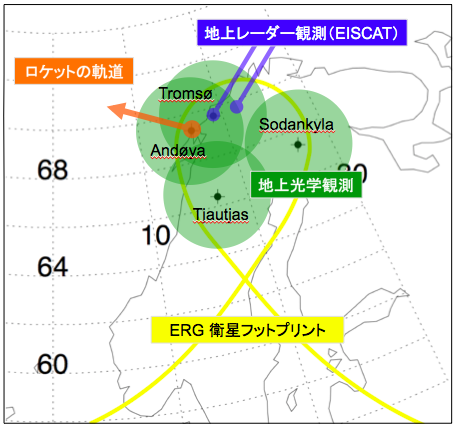 地上レーダー観測（EISCAT）
ロケットの軌道
Tromsø
Sodankyla
Andøya
68
地上光学観測
20
Tjautjas
10
64
ERG 衛星フットプリント
60